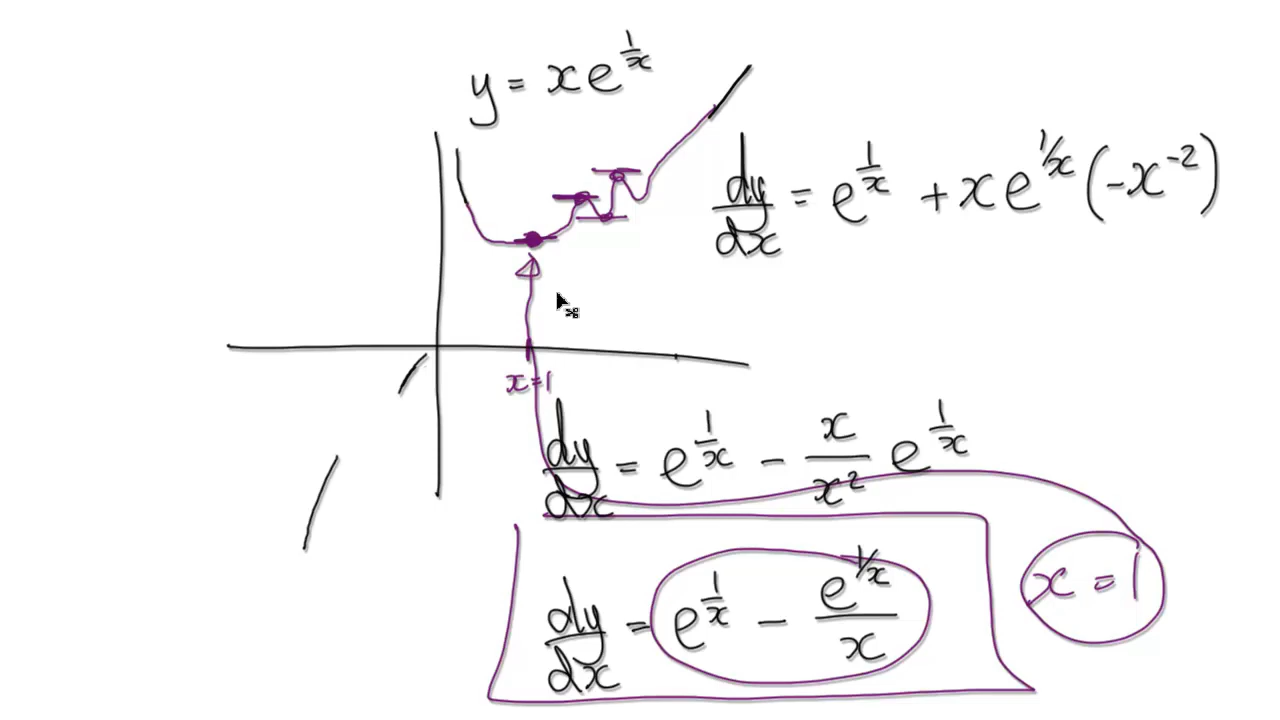 y = xe^{1/x}
dy/dx = e^{1/x} + xe^{1/x}(-x^{-2})
x=1
dy/dx = e^{1/x} - x/x² e^{1/x}
dy/dx = e^{1/x} - e^{1/x}/x
x = 1